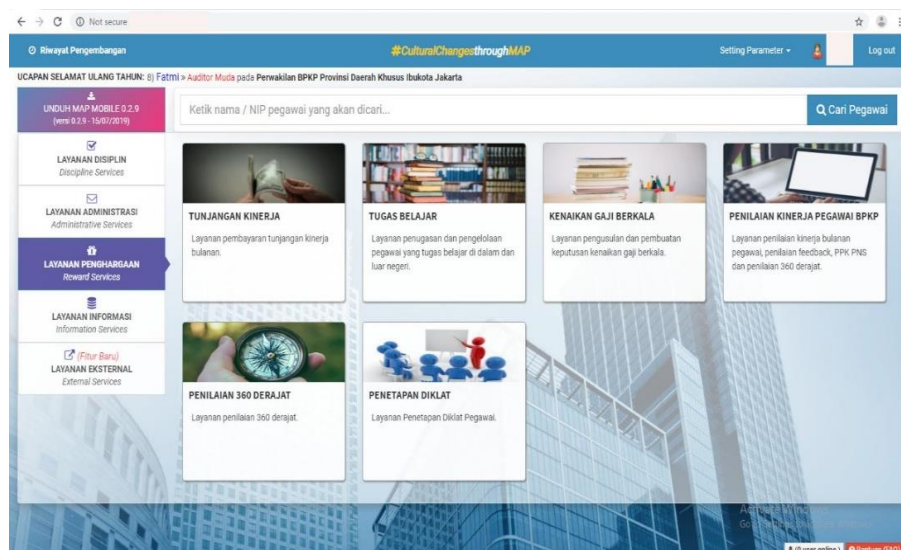 Not secure
Riwayat Pengembangan
#CulturalChangesthroughMAP
Setting Parameter
Log out
UCAPAN SELAMAT ULANG TAHUN: 8) Fatmi » Auditor Muda pada Perwakilan BPKP Provinsi Daerah Khusus Ibukota Jakarta
UNDUH MAP MOBILE 0.2.9
(versi 0.2.9 - 15/07/2019)
Ketik nama / NIP pegawai yang akan dicari...
Cari Pegawai
LAYANAN DISIPLIN
Discipline Services
LAYANAN ADMINISTRASI
Administrative Services
LAYANAN PENGHARGAAN
Reward Services
LAYANAN INFORMASI
Information Services
(Fitur Baru)
LAYANAN EKSTERNAL
External Services
TUNJANGAN KINERJA
Layanan pembayaran tunjangan kinerja
bulanan.
TUGAS BELAJAR
Layanan penugasan dan pengelolaan
pegawai yang tugas belajar di dalam dan
luar negeri.
KENAIKAN GAJI BERKALA
Layanan pengusulan dan pembuatan
keputusan kenaikan gaji berkala.
PENILAIAN KINERJA PEGAWAI BPKP
Layanan penilaian kinerja bulanan
pegawai, penilaian feedback, PPK PNS
dan penilaian 360 derajat.
PENILAIAN 360 DERAJAT
Layanan penilaian 360 derajat.
PENETAPAN DIKLAT
Layanan Penetapan Diklat Pegawai.
(0 user online )
Bantuan (FAQ)